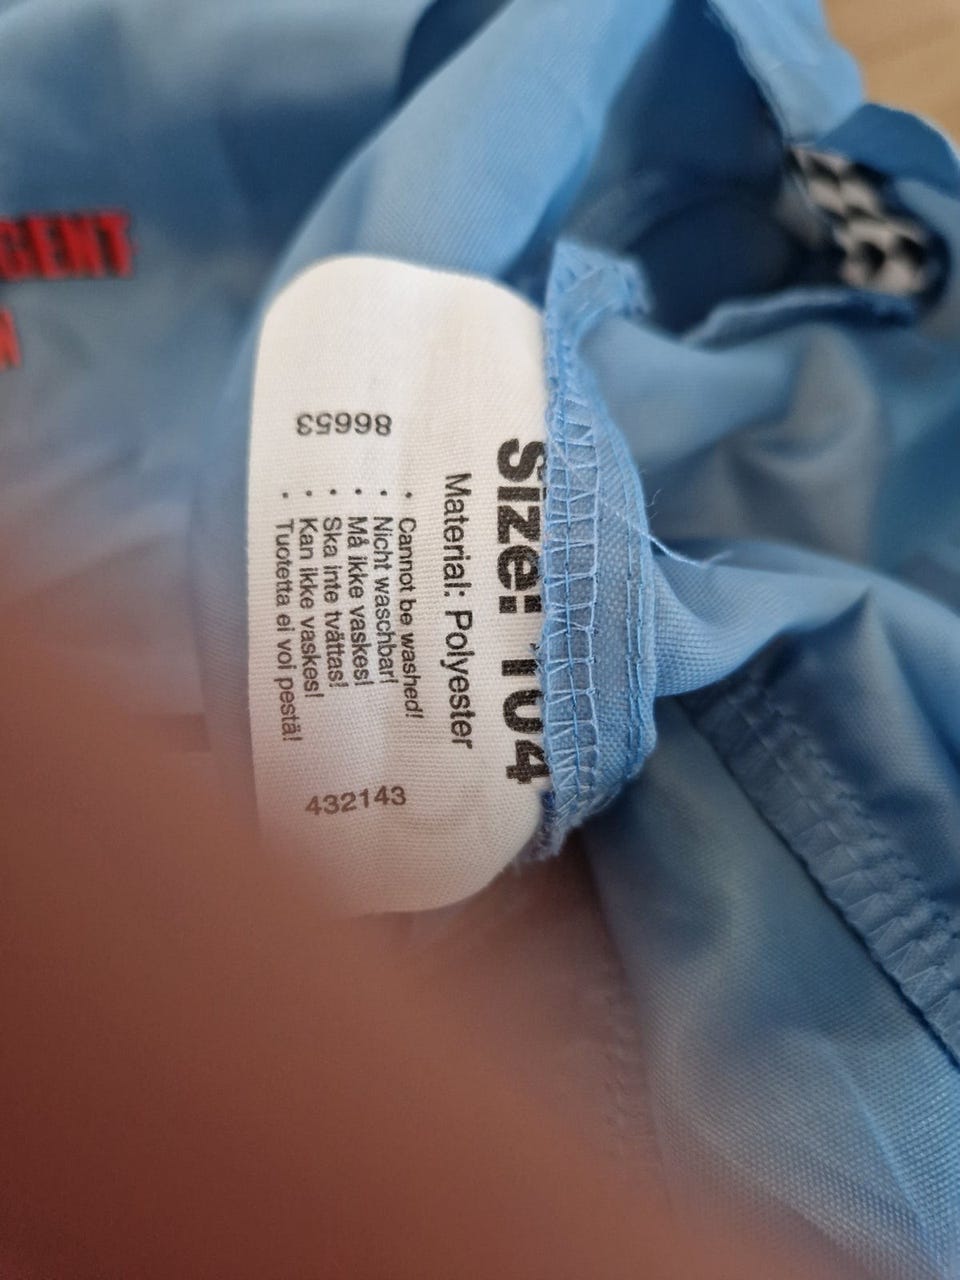 GENT
Size: 104
Material: Polyester
• Cannot be washed!
• Nicht waschbar!
• Må ikke vaskes!
• Ska inte tvättas!
• Kan ikke vaskes!
• Tuotetta ei voi pestä!
86653
432143